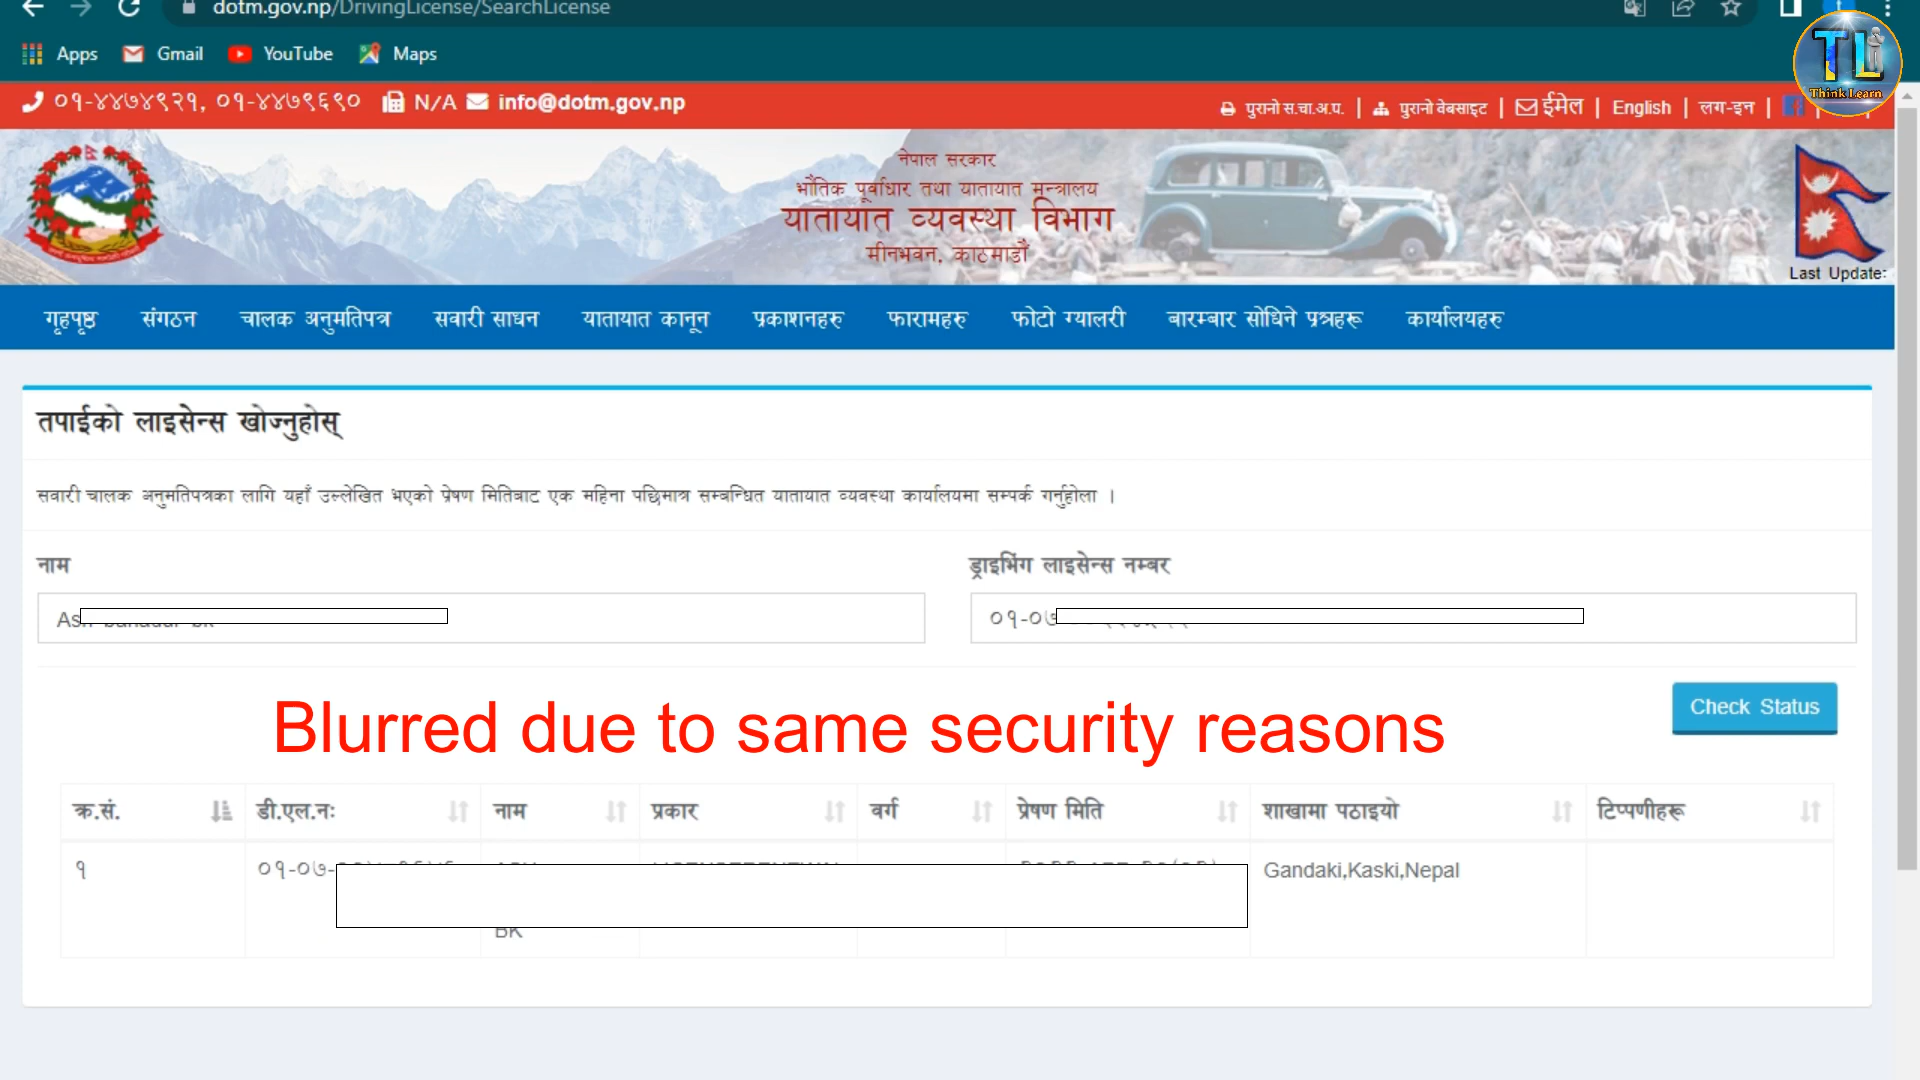 dotm.gov.np/DrivingLicense/SearchLicense
Apps Gmail YouTube Maps
TL
Think Learn
०१-४४७४९२१, ०१-४४७९६९० N/A info@dotm.gov.np
पुरानो स.चा.अ.प. | पुरानो वेबसाइट | ईमेल | English | लग-इन |
नेपाल सरकार
भौतिक पूर्वाधार तथा यातायात मन्त्रालय
यातायात व्यवस्था विभाग
मीनभवन, काठमाडौं
Last Update:
गृहपृष्ठ संगठन चालक अनुमतिपत्र सवारी साधन यातायात कानून प्रकाशनहरु फारामहरु फोटो ग्यालरी बारम्बार सोधिने प्रश्नहरू कार्यालयहरु
तपाईको लाइसेन्स खोज्नुहोस्
सवारी चालक अनुमतिपत्रका लागि यहाँ उल्लेखित भएको प्रेषण मितिबाट एक महिना पछिमात्र सम्बन्धित यातायात व्यवस्था कार्यालयमा सम्पर्क गर्नुहोला ।
नाम ड्राइभिंग लाइसेन्स नम्बर
०१-०७
Check Status
Blurred due to same security reasons
क्र.सं. डी.एल.नः नाम प्रकार वर्ग प्रेषण मिति शाखामा पठाइयो टिप्पणीहरू
१ ०१-०७- Gandaki,Kaski,Nepal
BK